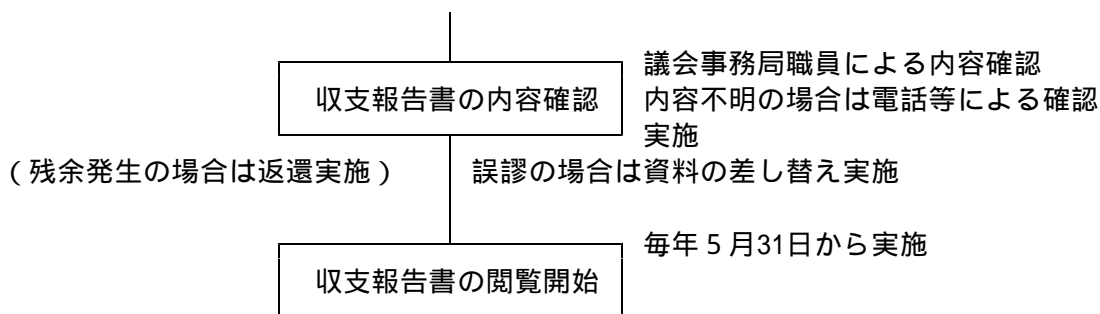 議会事務局職員による内容確認
収支報告書の内容確認
内容不明の場合は電話等による確認
実施
（残余発生の場合は返還実施）
誤謬の場合は資料の差し替え実施
毎年５月31日から実施
収支報告書の閲覧開始